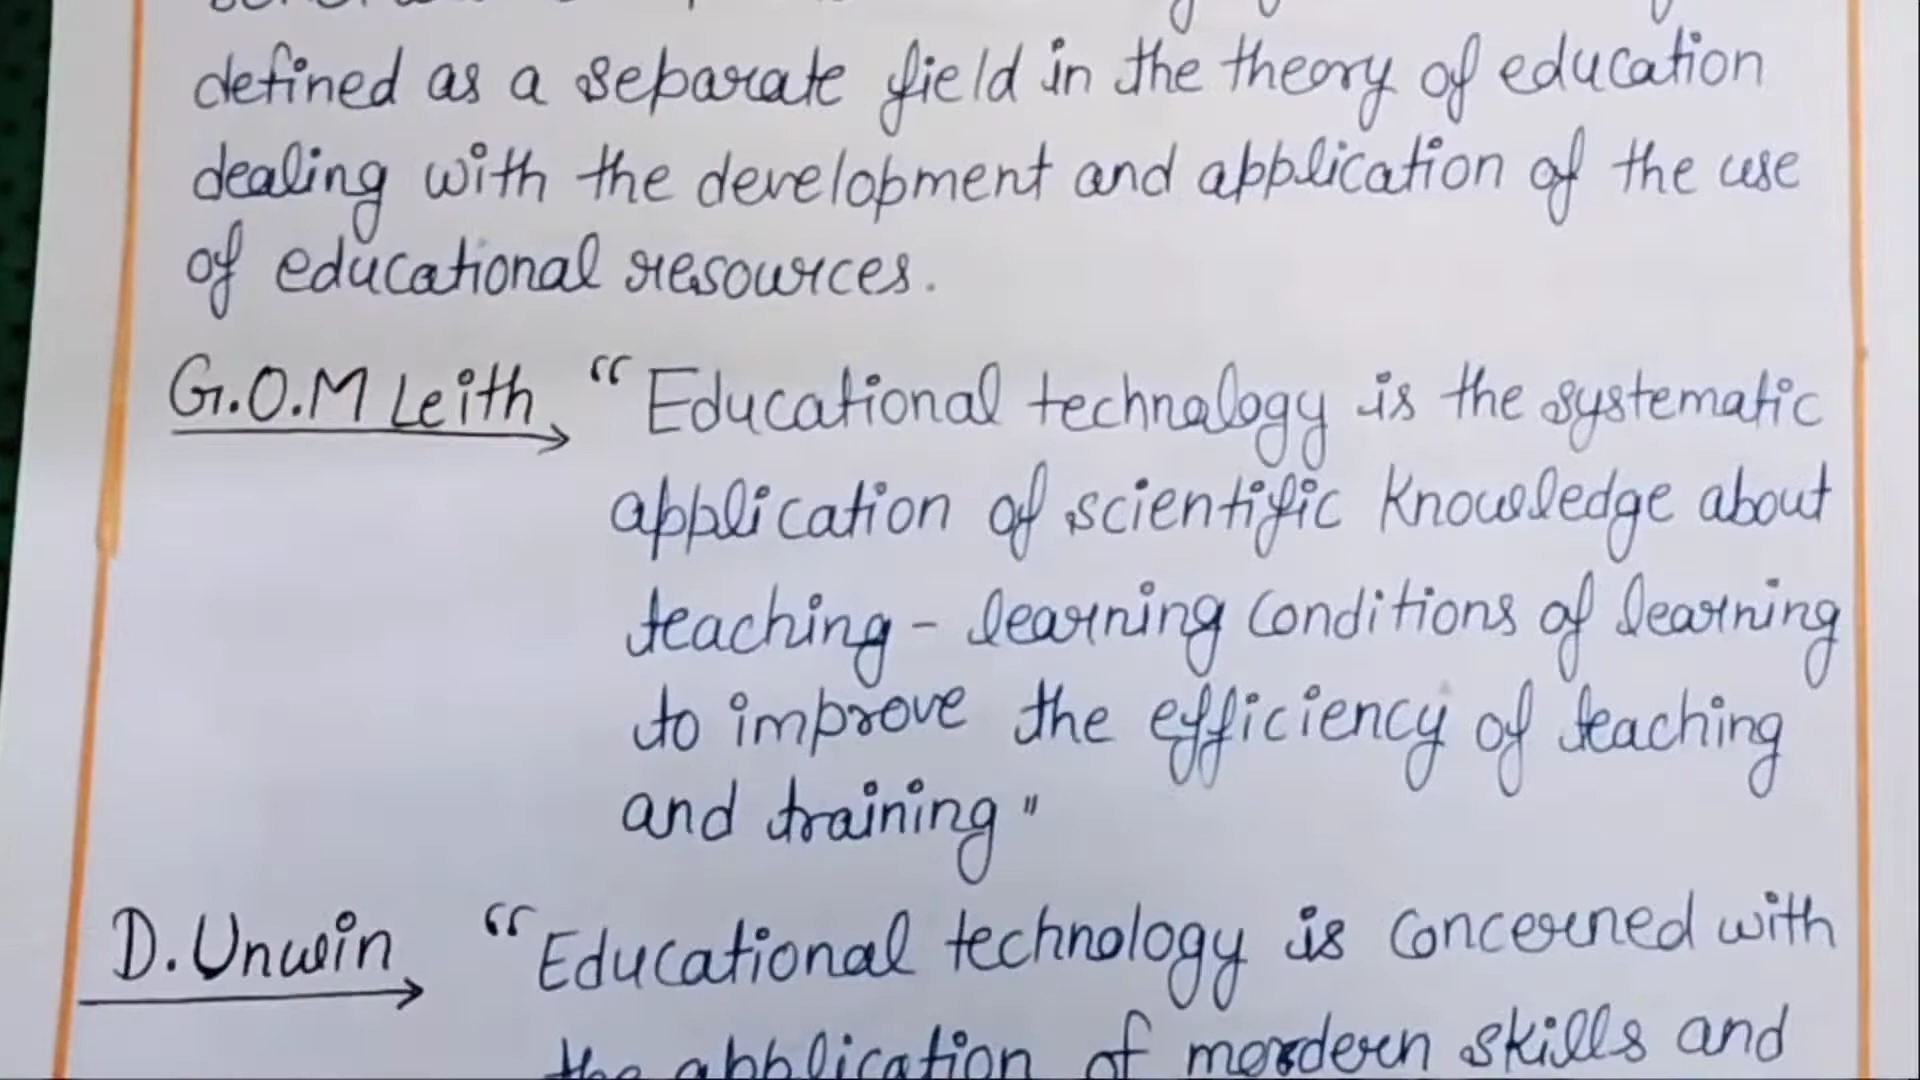 defined as a separate field in the theory of education
dealing with the development and application of the use
of educational resources.
G.O.M Leith → “Educational technology is the systematic
application of scientific knowledge about
teaching - learning conditions of learning
to improve the efficiency of teaching
and training"
D. Unwin → “Educational technology is concerned with
the application of mordern skills and